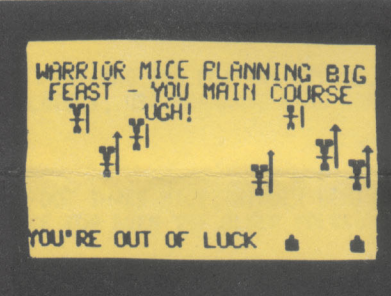 WARRIOR MICE PLANNING BIG
FEAST - YOU MAIN COURSE
UGH!
YOU'RE OUT OF LUCK